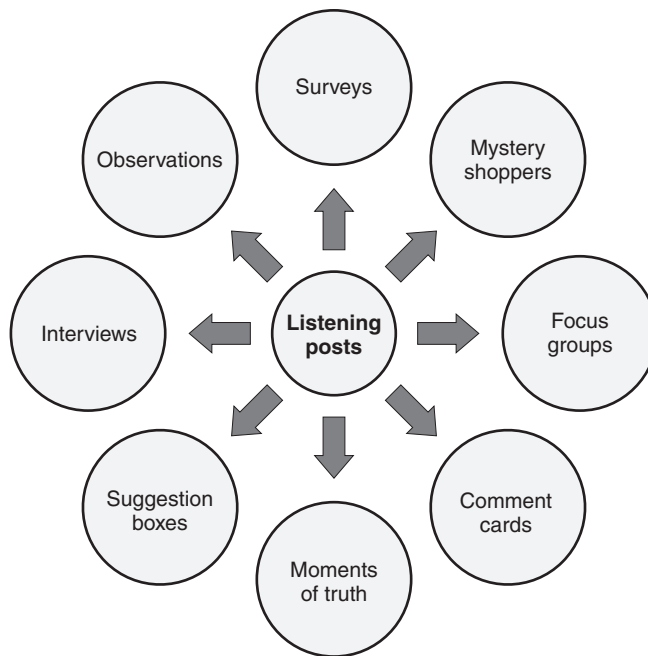 Surveys
Observations
Mystery
shoppers
Interviews
Listening
posts
Focus
groups
Suggestion
boxes
Comment
cards
Moments
of truth